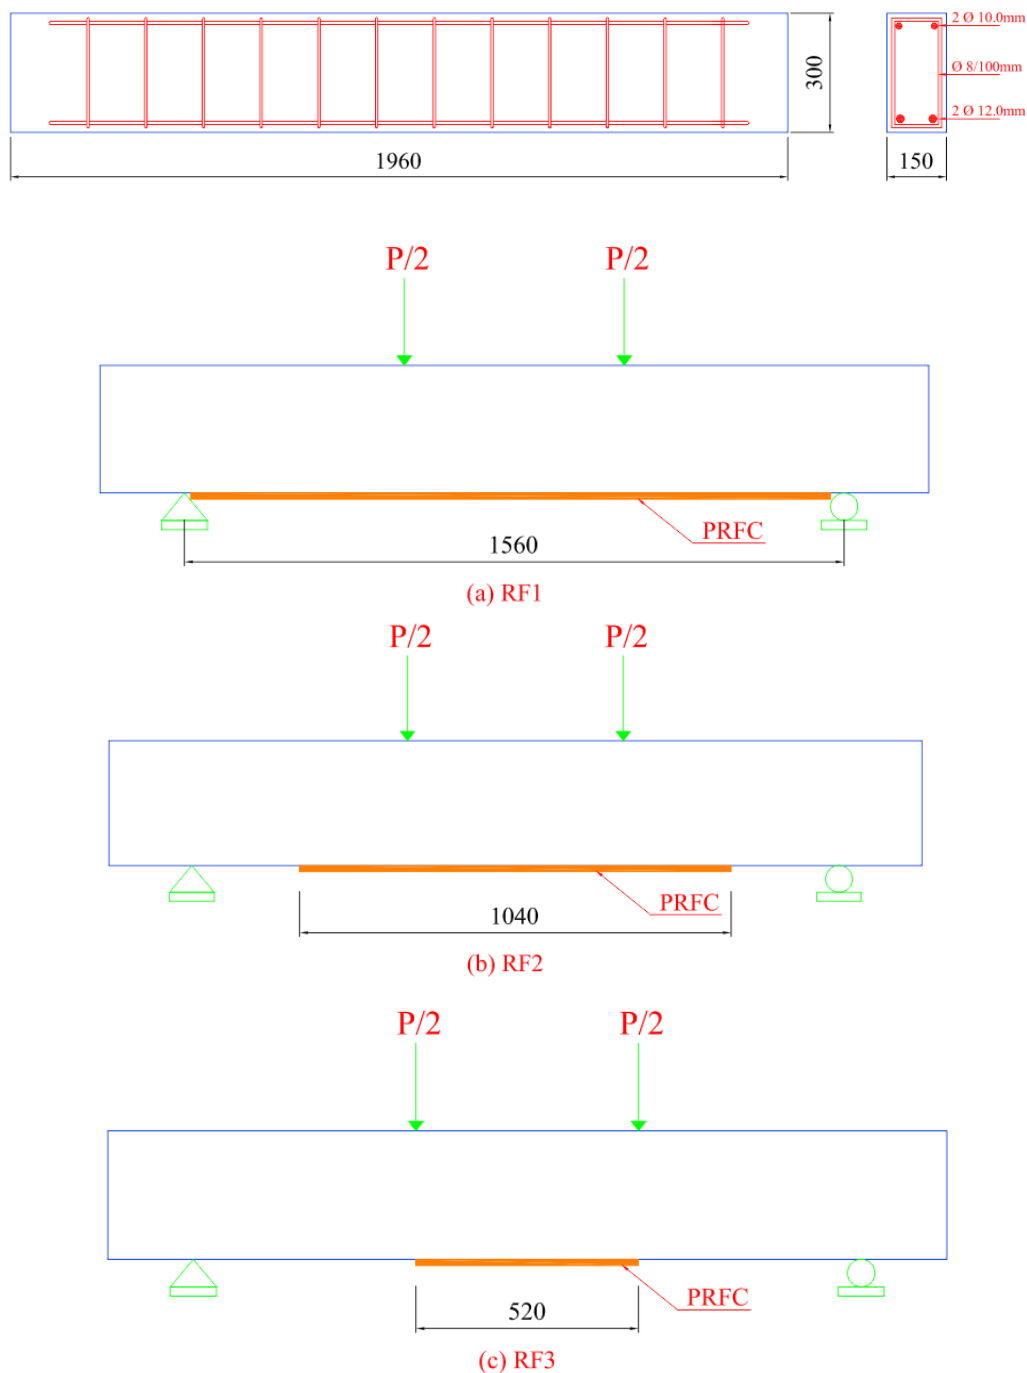 2 Ø 10.0mm
Ø 8/100mm
2 Ø 12.0mm
300
1960
150
P/2 P/2
PRFC
1560
(a) RF1
P/2 P/2
PRFC
1040
(b) RF2
P/2 P/2
PRFC
520
(c) RF3